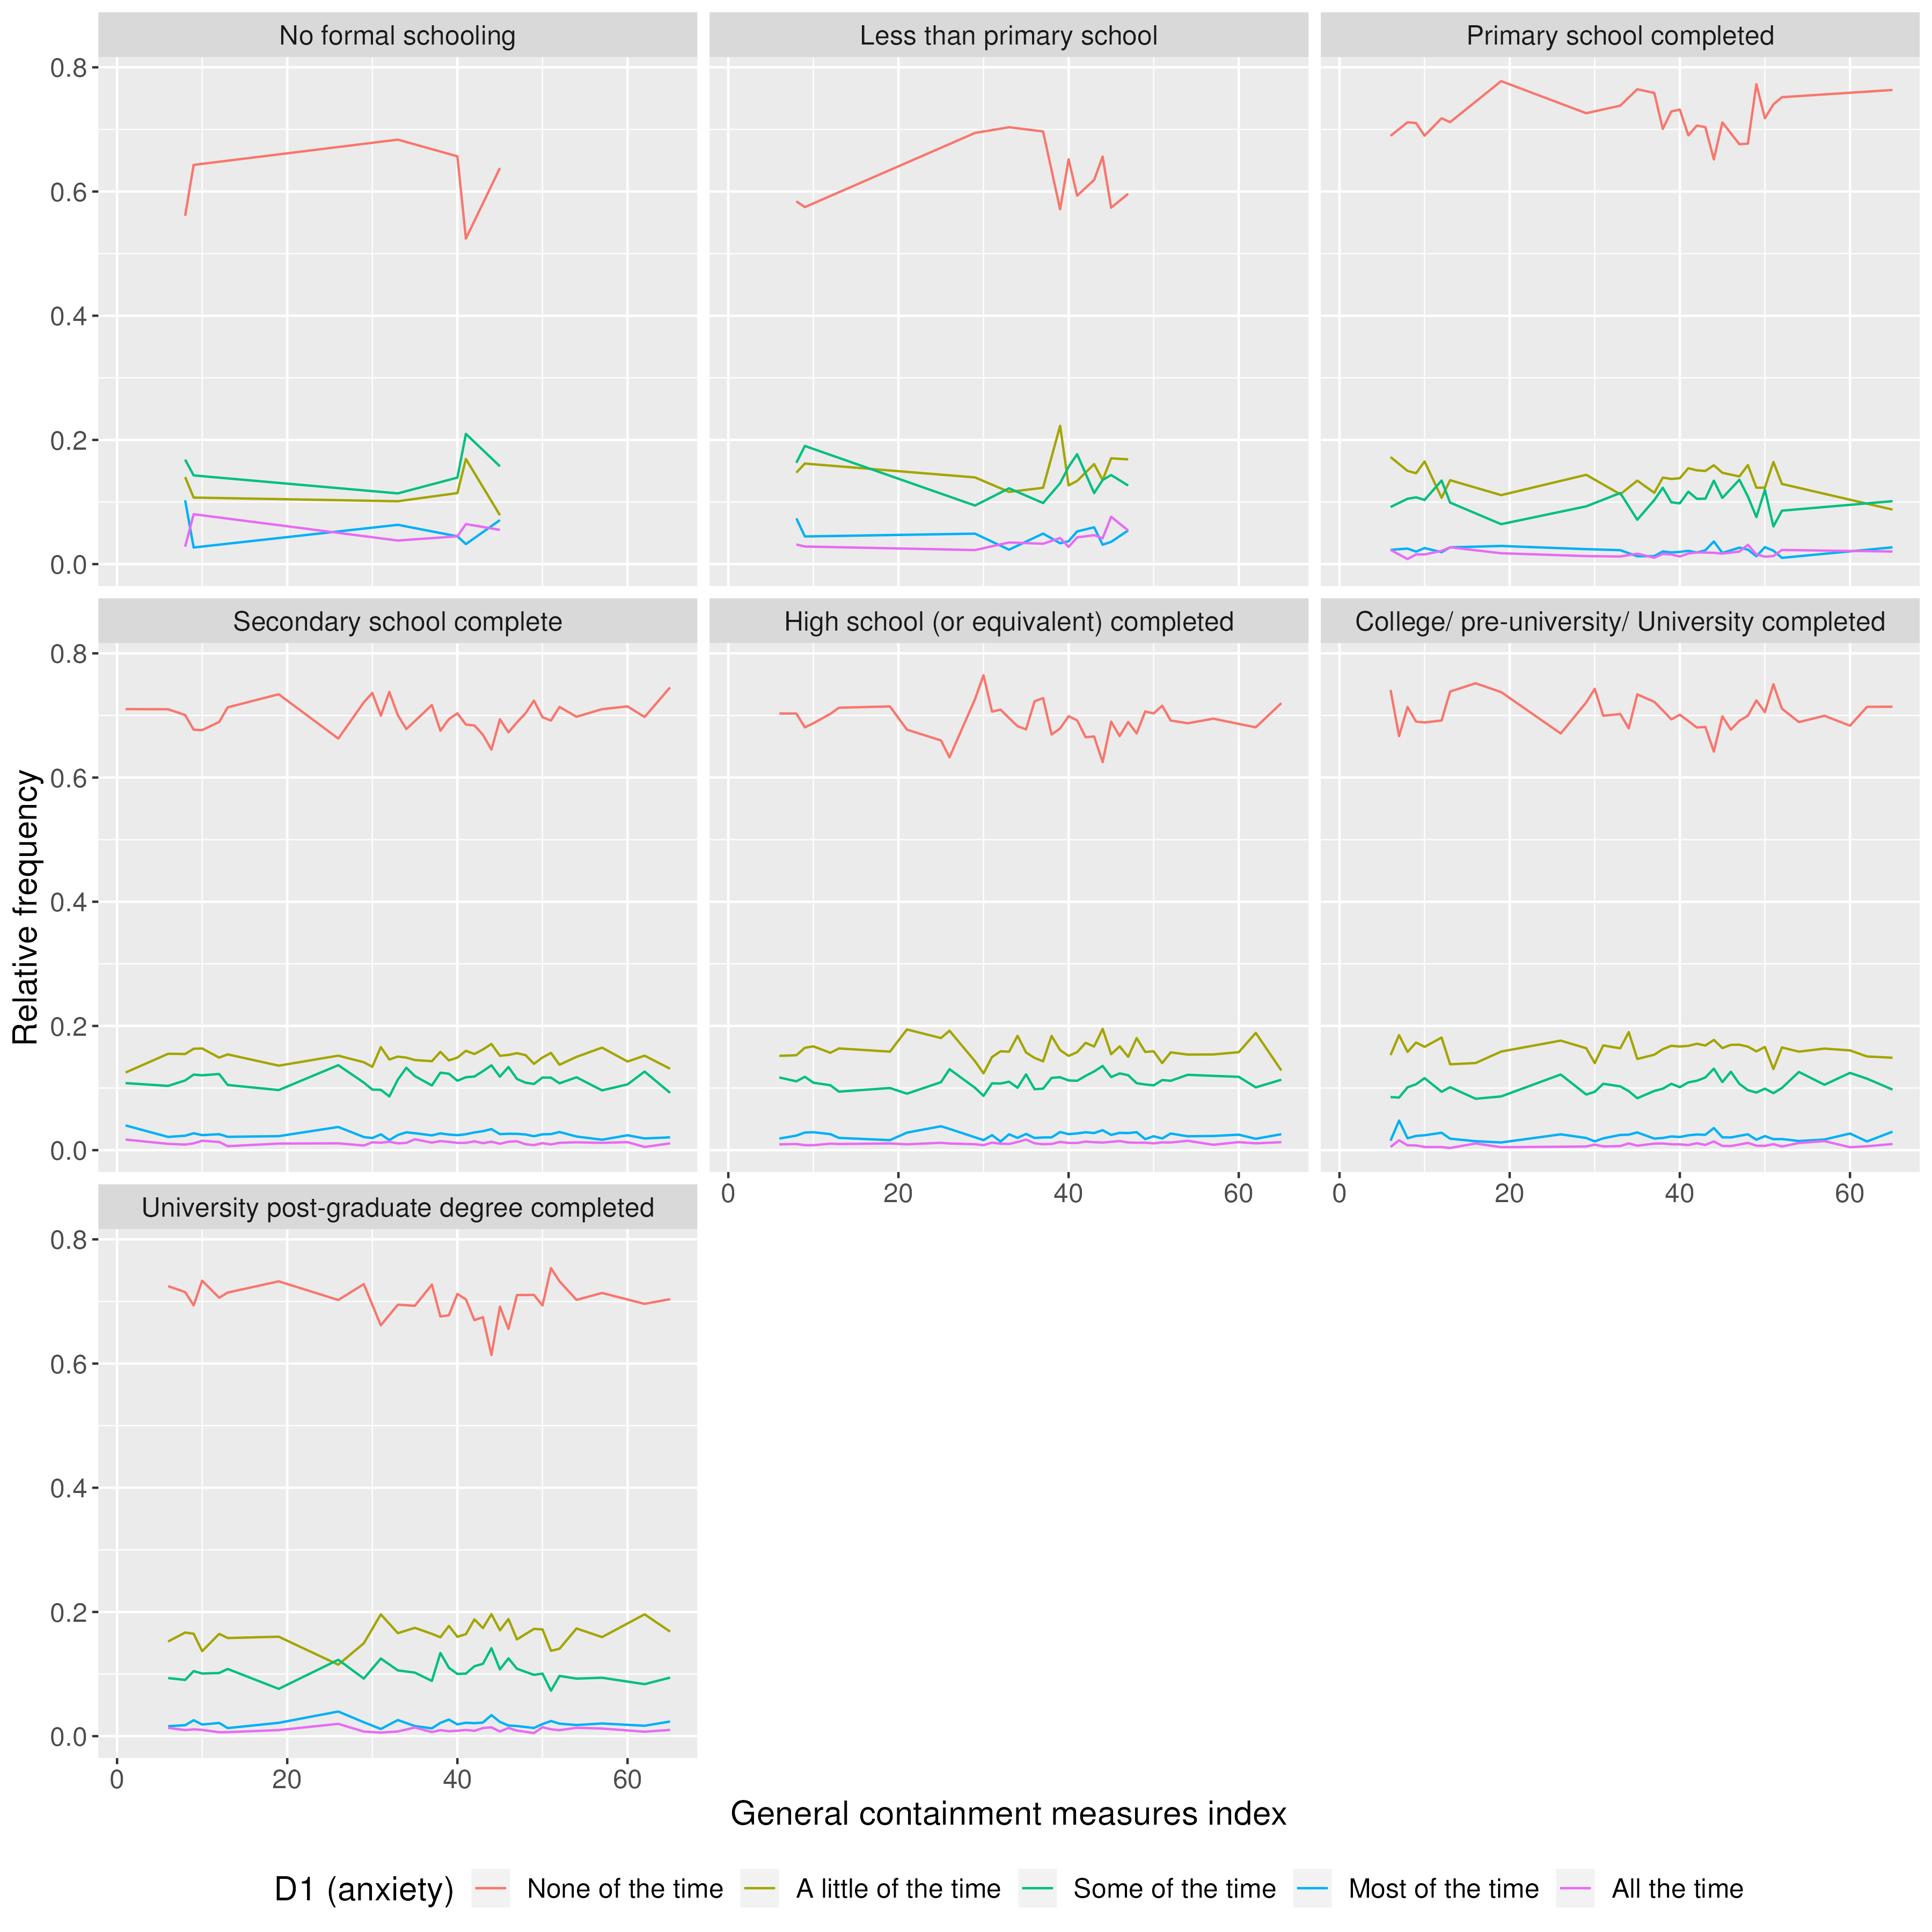 No formal schooling
Less than primary school
Primary school completed
0.8
0.6
0.4
0.2
0.0
Secondary school complete
High school (or equivalent) completed
College/ pre-university/ University completed
0.8
0.6
0.4
0.2
0.0
0 20 40 60
0 20 40 60
University post-graduate degree completed
0.8
0.6
0.4
0.2
0.0
0 20 40 60
Relative frequency
General containment measures index
D1 (anxiety) None of the time A little of the time Some of the time Most of the time All the time